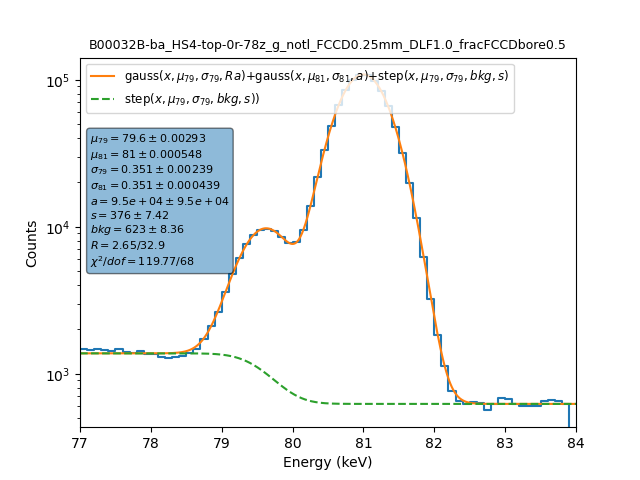 B00032B-ba_HS4-top-0r-78z_g_notl_FCCD0.25mm_DLF1.0_fracFCCDbore0.5
gauss(x, μ79, σ79, Ra)+gauss(x, μ81, σ81, a)+step(x, μ79, σ79, bkg, s)
step(x, μ79, σ79, bkg, s))
μ79 = 79.6 ± 0.00293
μ81 = 81 ± 0.000548
σ79 = 0.351 ± 0.00239
σ81 = 0.351 ± 0.000439
a = 9.5e + 04 ± 9.5e + 04
s = 376 ± 7.42
bkg = 623 ± 8.36
R = 2.65/32.9
χ²/dof = 119.77/68
10⁵
10⁴
10³
Counts
77 78 79 80 81 82 83 84
Energy (keV)